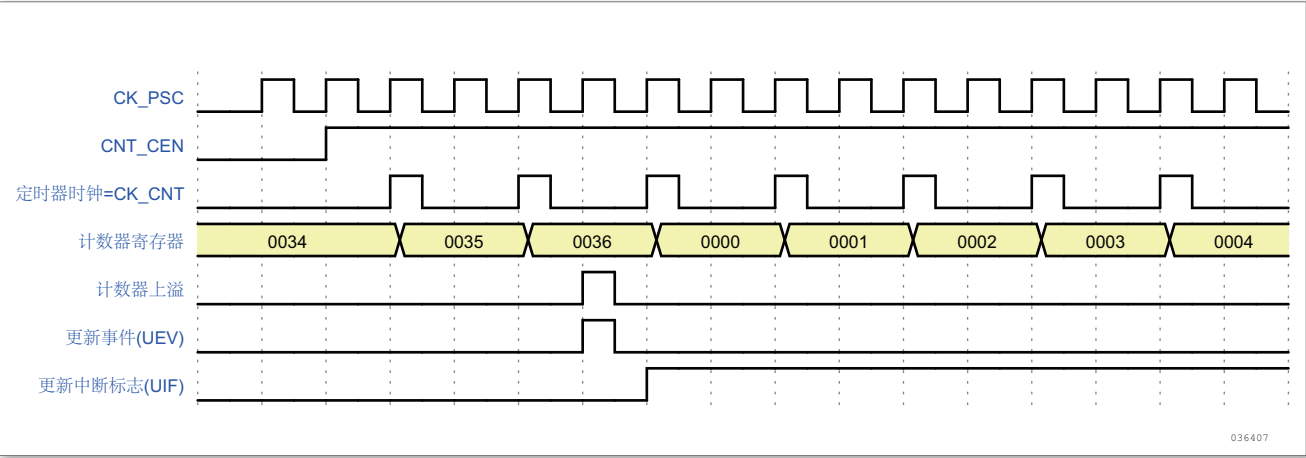 CK_PSC
CNT_CEN
定时器时钟=CK_CNT
计数器寄存器 0034 0035 0036 0000 0001 0002 0003 0004
计数器上溢
更新事件(UEV)
更新中断标志(UIF)
036407